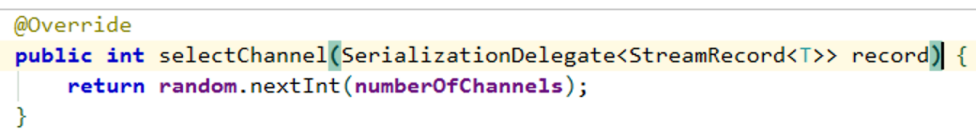 @Override
public int selectChannel(SerializationDelegate<StreamRecord<T>> record) {
    return random.nextInt(numberOfChannels);
}